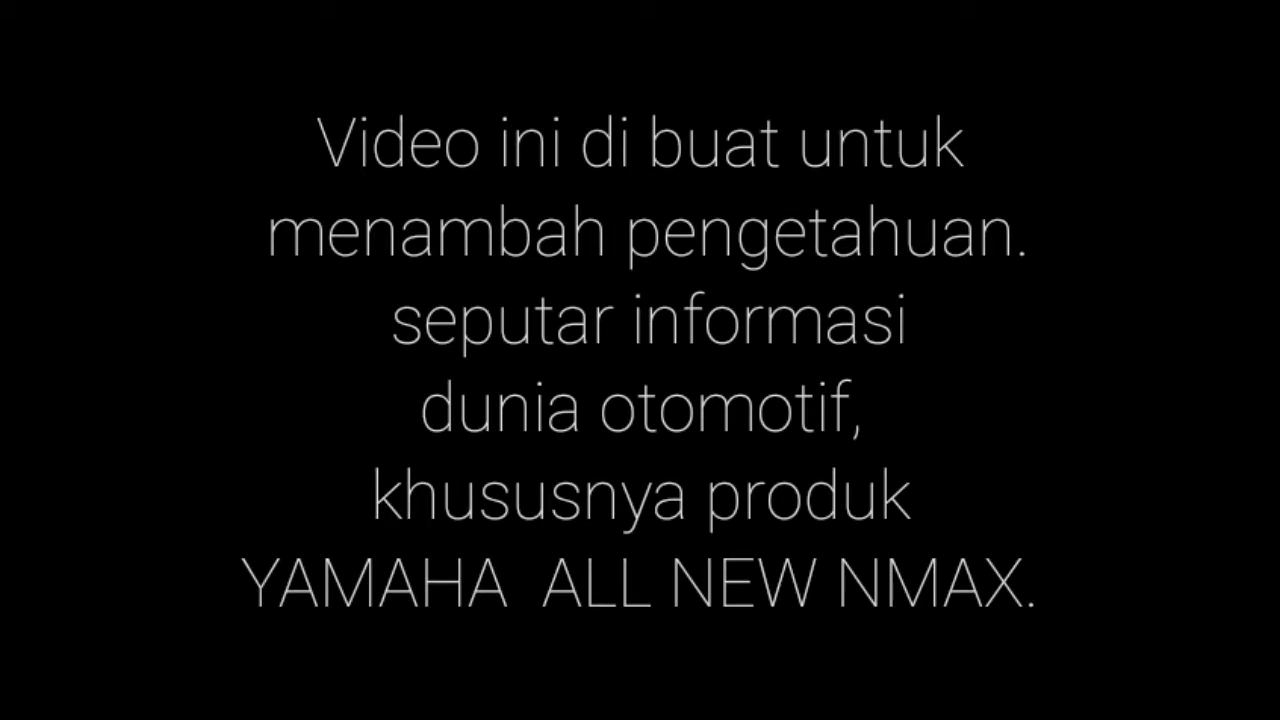 Video ini di buat untuk
menambah pengetahuan.
seputar informasi
dunia otomotif,
khususnya produk
YAMAHA  ALL NEW NMAX.